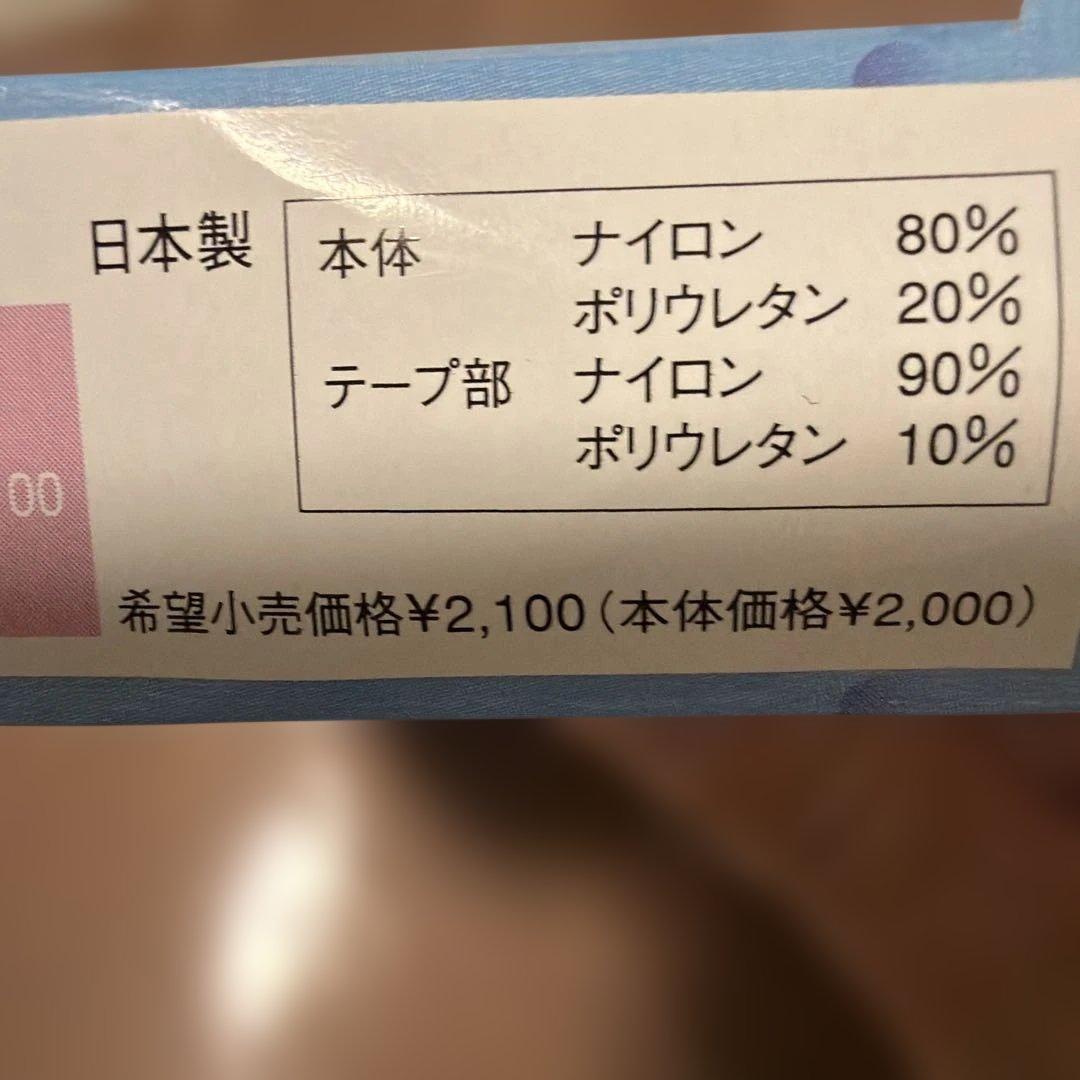 日本製
本体 ナイロン 80%
ポリウレタン 20%
テープ部 ナイロン 90%
ポリウレタン 10%
00
希望小売価格¥2,100(本体価格¥2,000)